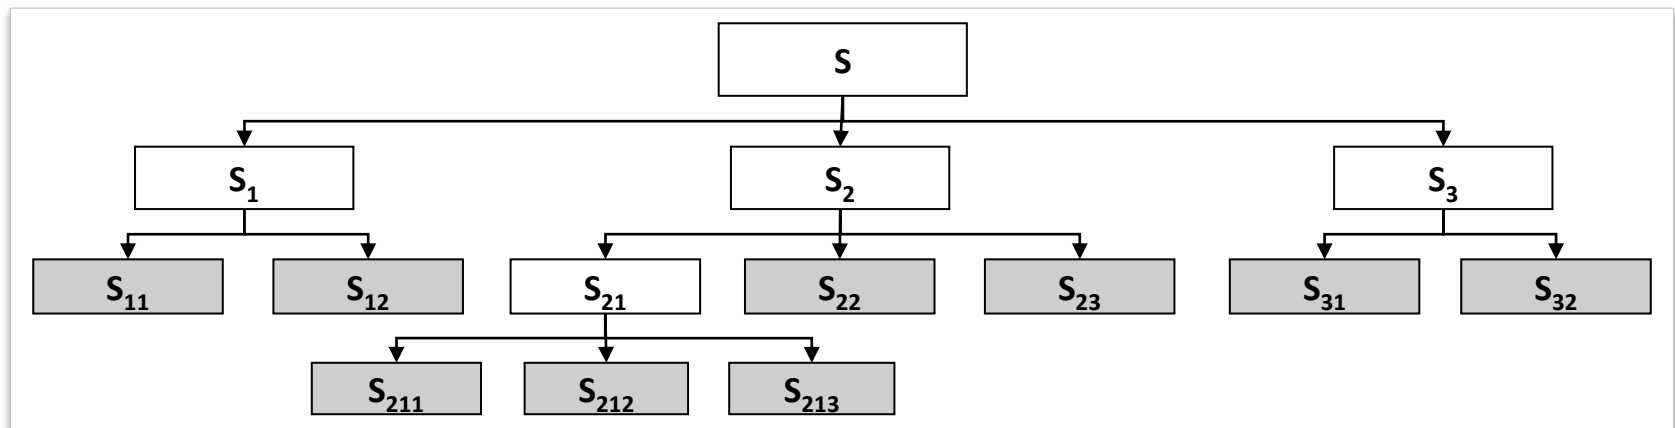 S
S₁ S₂ S₃
S₁₁ S₁₂ S₂₁ S₂₂ S₂₃ S₃₁ S₃₂
S₂₁₁ S₂₁₂ S₂₁₃